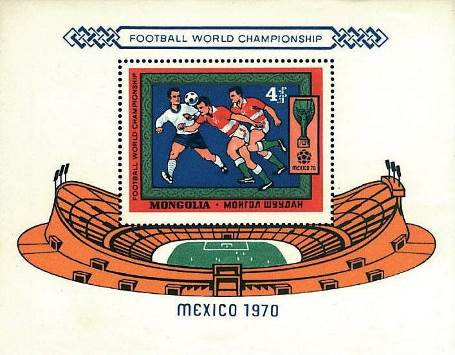 FOOTBALL WORLD CHAMPIONSHIP
FOOTBALL WORLD CHAMPIONSHIP
4₮
MEXICO 70
MONGOLIA • МОНГОЛ ШУУДАН
MEXICO 1970